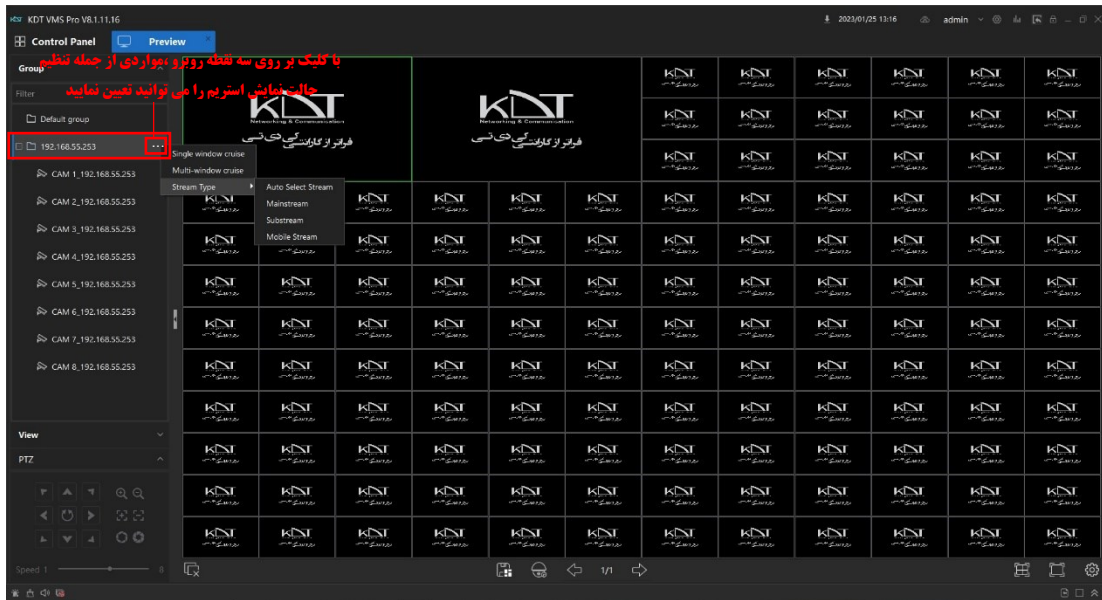 KDT KDT VMS Pro V8.1.11.16
2023/01/25 13:16
admin
Control Panel
Preview
Group
با کلیک بر روی سه نقطه روبرو ،مواردی از جمله تنظیم
حالت نمایش استریم را می توانید تعیین نمایید
Filter
Default group
192.168.55.253
Single window cruise
Multi-window cruise
Stream Type
Auto Select Stream
Mainstream
Substream
Mobile Stream
CAM 1_192.168.55.253
CAM 2_192.168.55.253
CAM 3_192.168.55.253
CAM 4_192.168.55.253
CAM 5_192.168.55.253
CAM 6_192.168.55.253
CAM 7_192.168.55.253
CAM 8_192.168.55.253
KDT
Networking & Communication
فراتر از گارانتی کی دی تی
KDT
Networking & Communication
فراتر از گارانتی کی دی تی
View
PTZ
Speed 1
8
1/1